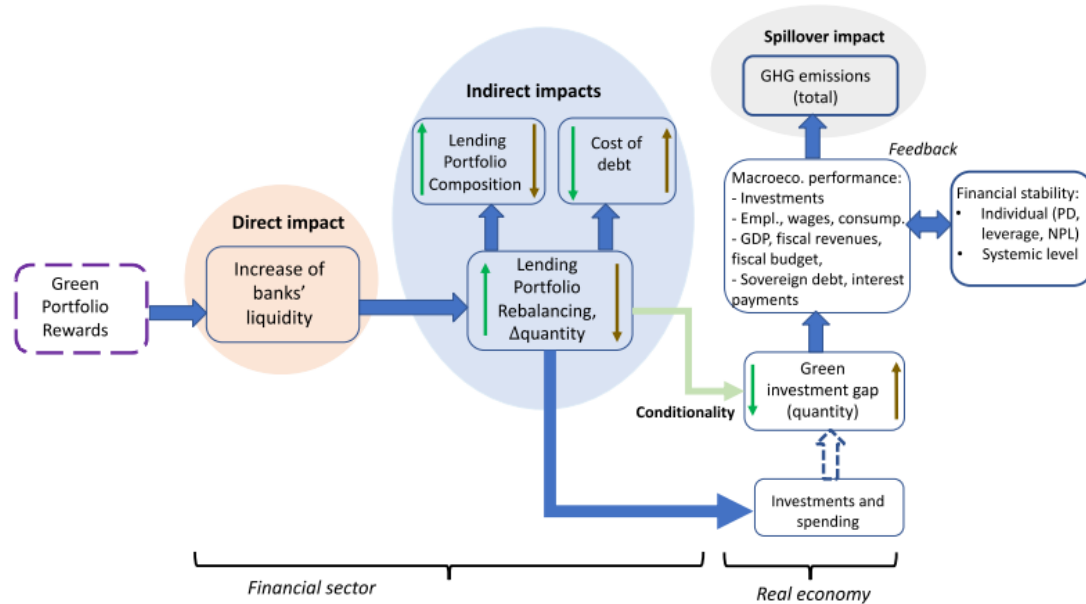 Spillover impact
GHG emissions
(total)
Indirect impacts
Lending
Portfolio
Composition
Cost of
debt
Feedback
Macroeco. performance:
- Investments
- Empl., wages, consump.
- GDP, fiscal revenues,
fiscal budget,
- Sovereign debt, interest
payments
Financial stability:
• Individual (PD,
leverage, NPL)
• Systemic level
Direct impact
Green
Portfolio
Rewards
Increase of
banks'
liquidity
Lending
Portfolio
Rebalancing,
Δquantity
Conditionality
Green
investment gap
(quantity)
Investments and
spending
Financial sector
Real economy